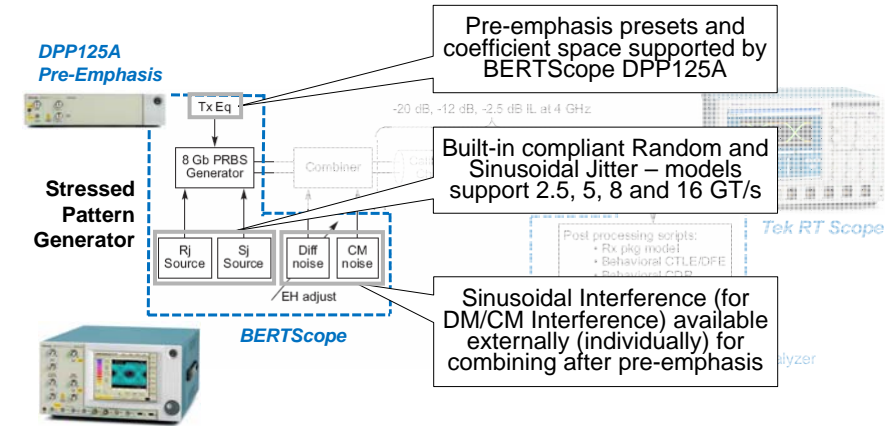 DPP125A
Pre-Emphasis
Pre-emphasis presets and
coefficient space supported by
BERTScope DPP125A
Tx Eq
-20 dB, -12 dB, -2.5 dB IL at 4 GHz
8 Gb PRBS
Generator
Combiner
Built-in compliant Random and
Sinusoidal Jitter – models
support 2.5, 5, 8 and 16 GT/s
Stressed
Pattern
Generator
Tek RT Scope
Rj
Source
Sj
Source
Diff
noise
CM
noise
Post processing scripts:
• Rx pkg model
• Behavioral CTLE/DFE
• Behavioral CDR
EH adjust
BERTScope
Sinusoidal Interference (for
DM/CM Interference) available
externally (individually) for
combining after pre-emphasis